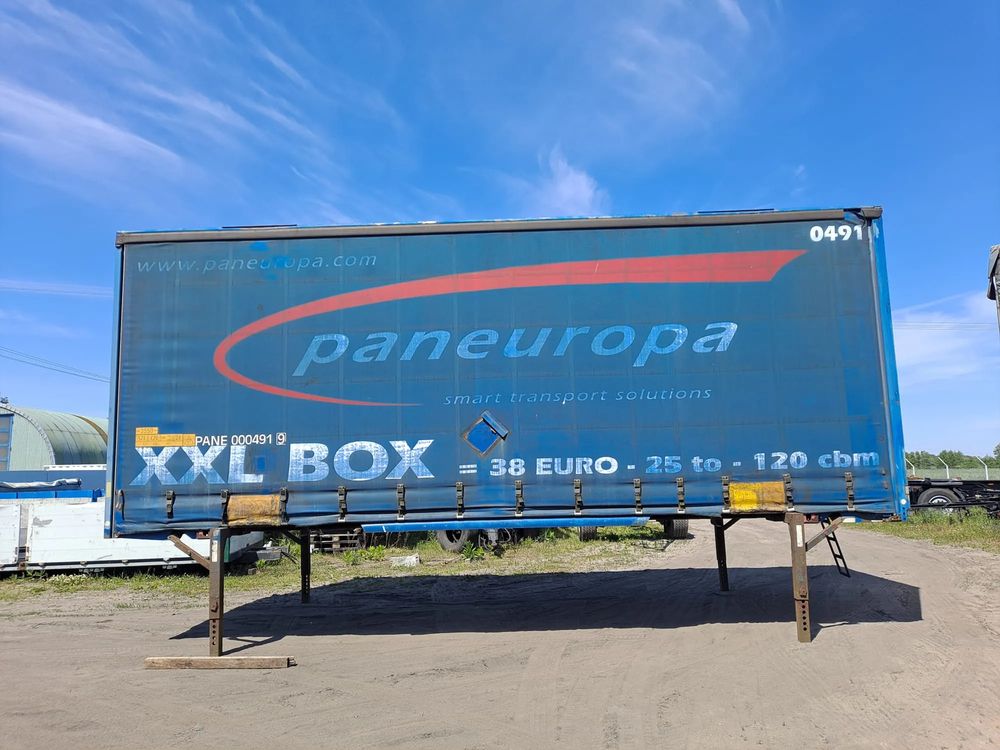 0491
www.paneuropa.com
paneuropa
smart transport solutions
PANE 000491 9
XXL BOX = 38 EURO - 25 to - 120 cbm